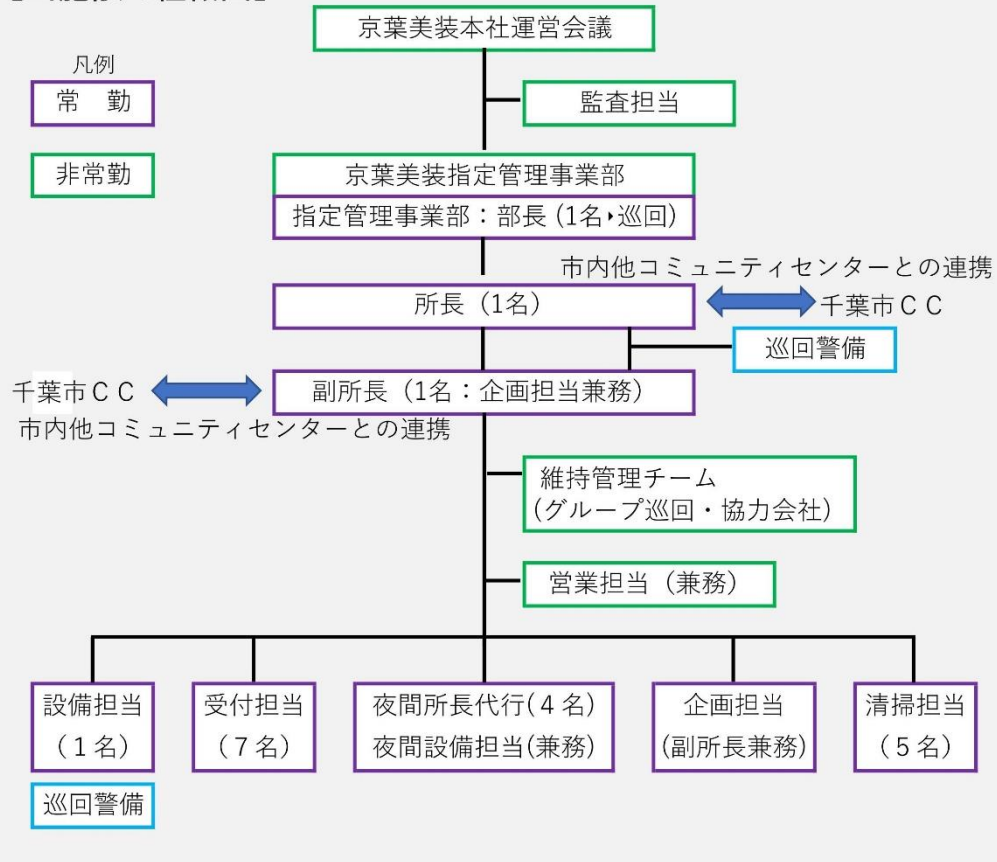 京葉美装本社運営会議
凡例
常　勤
監査担当
非常勤
京葉美装指定管理事業部
指定管理事業部：部長 (1名・巡回)
市内他コミュニティセンターとの連携
所長（1名）
千葉市ＣＣ
巡回警備
千葉市ＣＣ
副所長（1名：企画担当兼務）
市内他コミュニティセンターとの連携
維持管理チーム
(グループ巡回・協力会社)
営業担当（兼務）
設備担当
（１名）
受付担当
（７名）
夜間所長代行(４名)
夜間設備担当(兼務)
企画担当
(副所長兼務)
清掃担当
（５名）
巡回警備